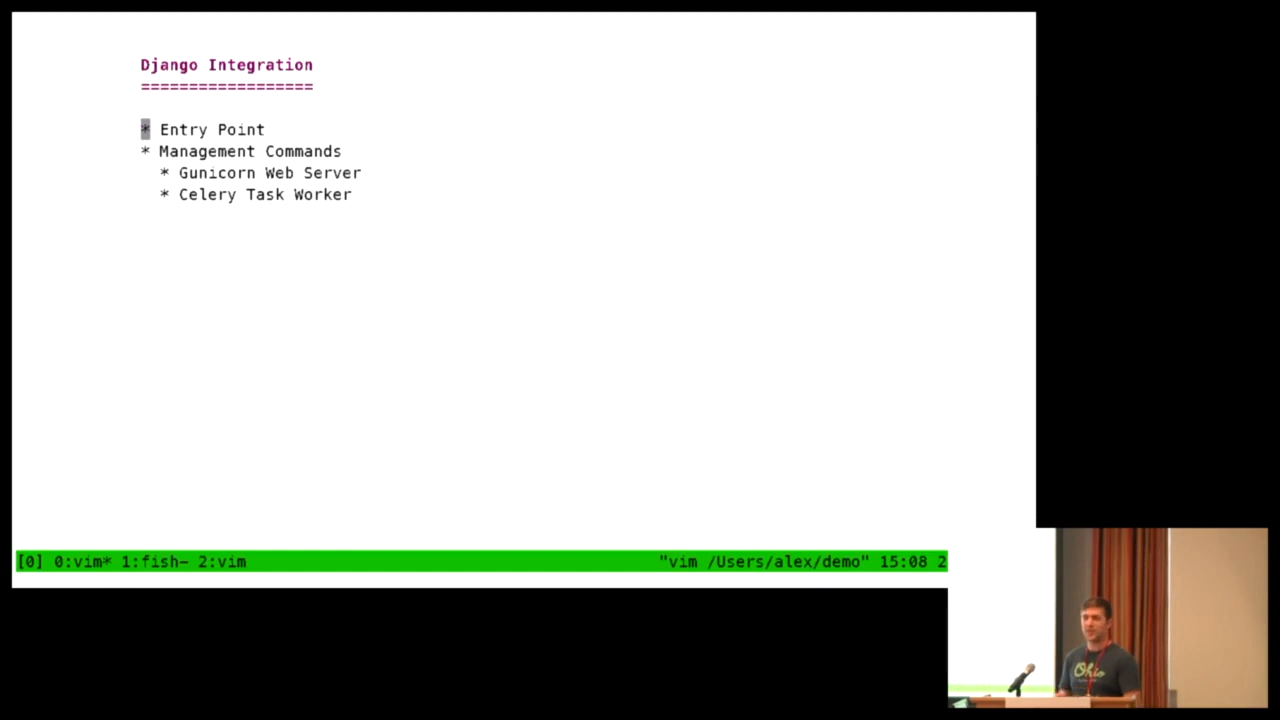 Django Integration
==================
* Entry Point
* Management Commands
* Gunicorn Web Server
* Celery Task Worker
[0] 0:vim* 1:fish- 2:vim "vim /Users/alex/demo" 15:08 2
Ohio